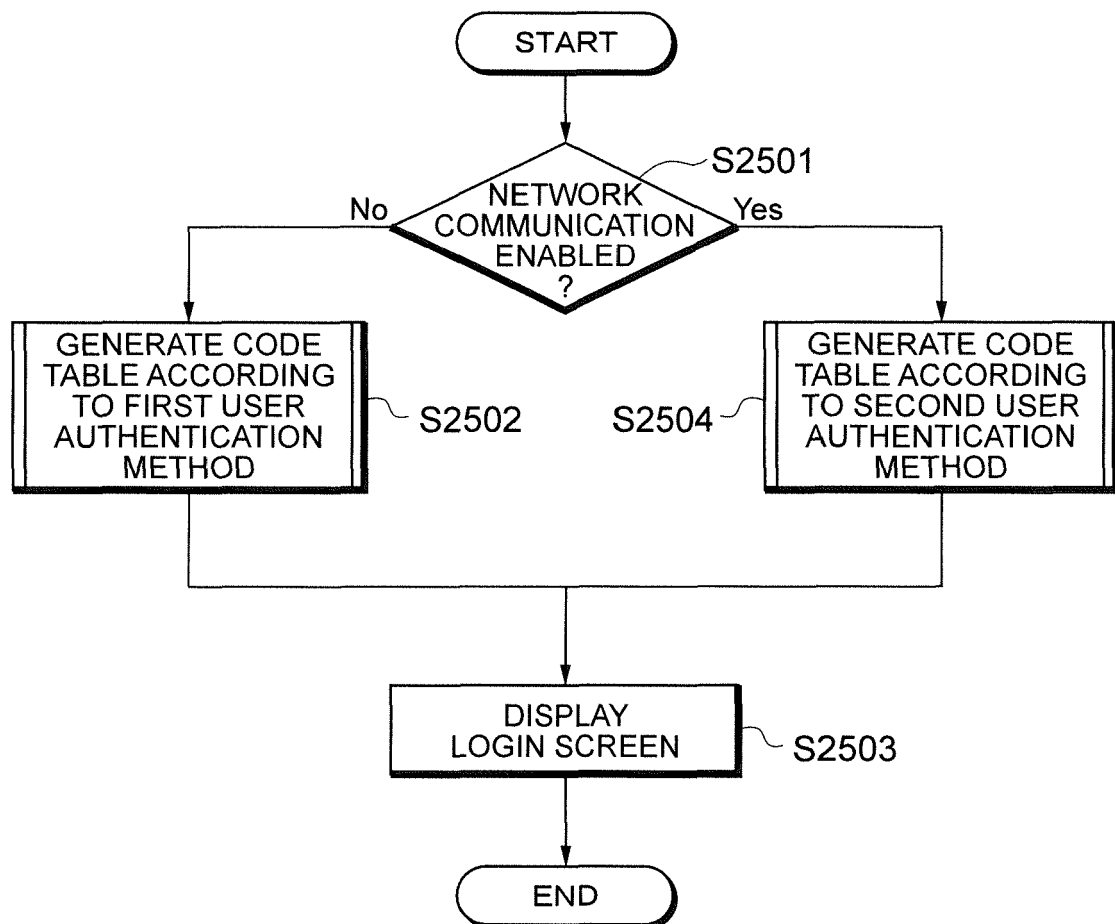 START
S2501
NETWORK
COMMUNICATION
ENABLED
?
No
Yes
GENERATE CODE
TABLE ACCORDING
TO FIRST USER
AUTHENTICATION
METHOD
S2502
GENERATE CODE
TABLE ACCORDING
TO SECOND USER
AUTHENTICATION
METHOD
S2504
DISPLAY
LOGIN SCREEN
S2503
END